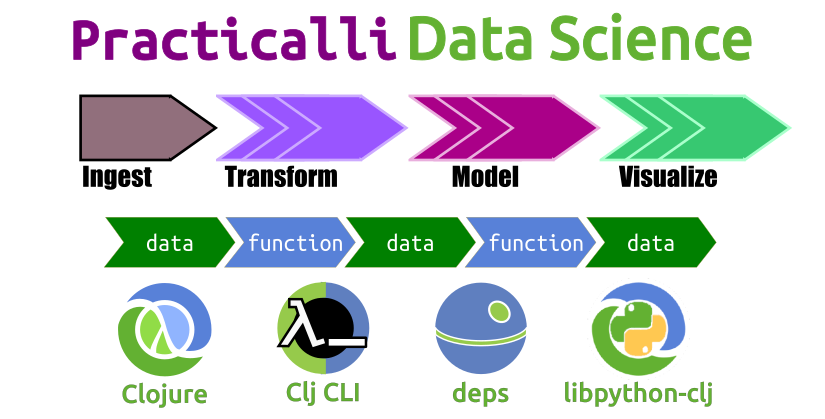 Practicalli Data Science
Ingest Transform Model Visualize
data function data function data
Clojure Clj CLI deps libpython-clj